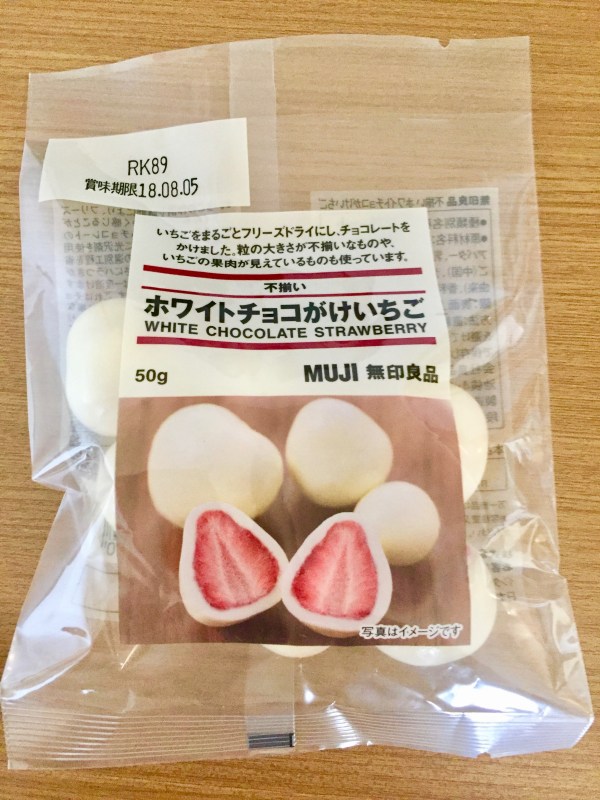 RK89
賞味期限18.08.05
いちごをまるごとフリーズドライにし、チョコレートを
かけました。粒の大きさが不揃いなものや、
いちごの果肉が見えているものも使っています。
不揃い
ホワイトチョコがけいちご
WHITE CHOCOLATE STRAWBERRY
50g
MUJI 無印良品
写真はイメージです